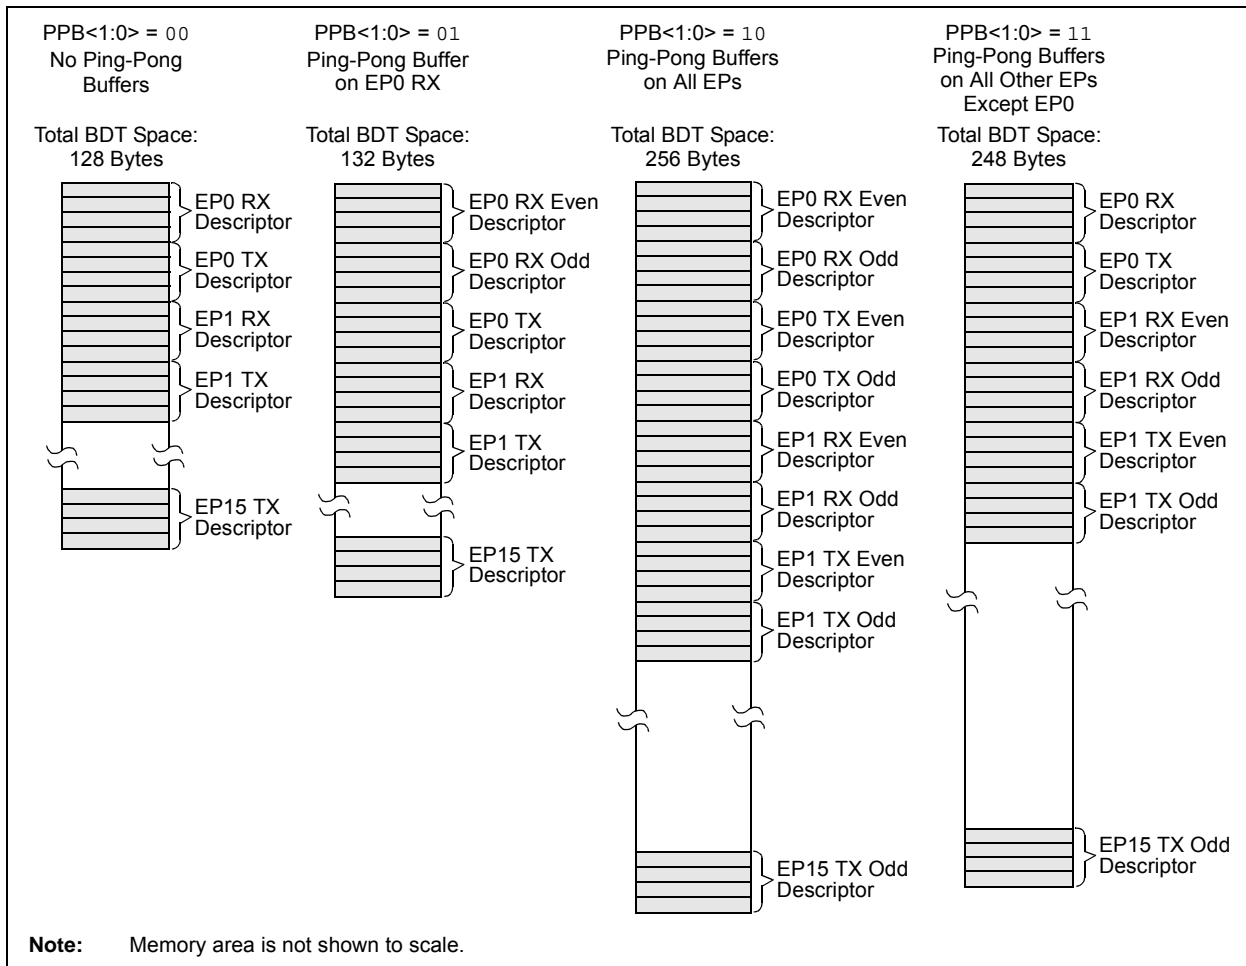 PPB<1:0> = 00
No Ping-Pong
Buffers
Total BDT Space:
128 Bytes
EP0 RX
Descriptor
EP0 TX
Descriptor
EP1 RX
Descriptor
EP1 TX
Descriptor
EP15 TX
Descriptor
PPB<1:0> = 01
Ping-Pong Buffer
on EP0 RX
Total BDT Space:
132 Bytes
EP0 RX Even
Descriptor
EP0 RX Odd
Descriptor
EP0 TX
Descriptor
EP1 RX
Descriptor
EP1 TX
Descriptor
EP15 TX
Descriptor
PPB<1:0> = 10
Ping-Pong Buffers
on All EPs
Total BDT Space:
256 Bytes
EP0 RX Even
Descriptor
EP0 RX Odd
Descriptor
EP0 TX Even
Descriptor
EP0 TX Odd
Descriptor
EP1 RX Even
Descriptor
EP1 RX Odd
Descriptor
EP1 TX Even
Descriptor
EP1 TX Odd
Descriptor
EP15 TX Odd
Descriptor
PPB<1:0> = 11
Ping-Pong Buffers
on All Other EPs
Except EP0
Total BDT Space:
248 Bytes
EP0 RX
Descriptor
EP0 TX
Descriptor
EP1 RX Even
Descriptor
EP1 RX Odd
Descriptor
EP1 TX Even
Descriptor
EP1 TX Odd
Descriptor
EP15 TX Odd
Descriptor
Note: Memory area is not shown to scale.